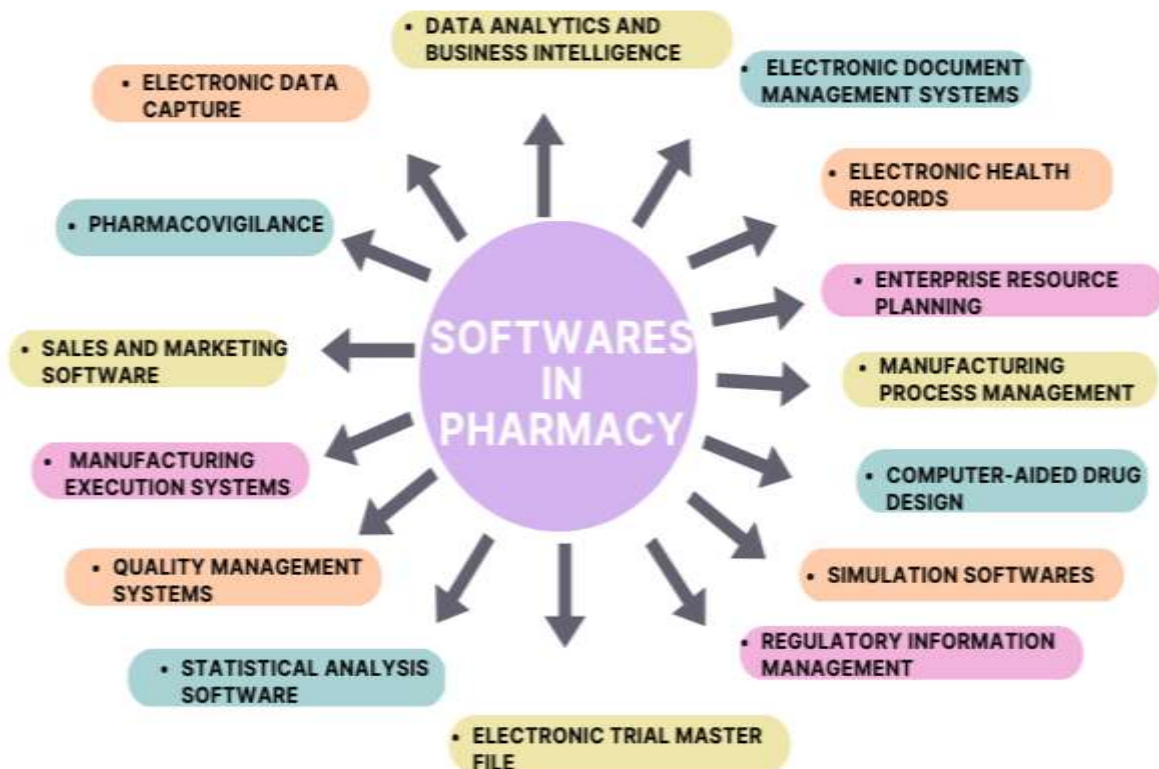 • DATA ANALYTICS AND
BUSINESS INTELLIGENCE
• ELECTRONIC DOCUMENT
MANAGEMENT SYSTEMS
• ELECTRONIC HEALTH
RECORDS
• ENTERPRISE RESOURCE
PLANNING
• MANUFACTURING
PROCESS MANAGEMENT
• COMPUTER-AIDED DRUG
DESIGN
• SIMULATION SOFTWARES
• REGULATORY INFORMATION
MANAGEMENT
• ELECTRONIC TRIAL MASTER
FILE
• STATISTICAL ANALYSIS
SOFTWARE
• QUALITY MANAGEMENT
SYSTEMS
• MANUFACTURING
EXECUTION SYSTEMS
• SALES AND MARKETING
SOFTWARE
• PHARMACOVIGILANCE
• ELECTRONIC DATA
CAPTURE
SOFTWARES
IN
PHARMACY